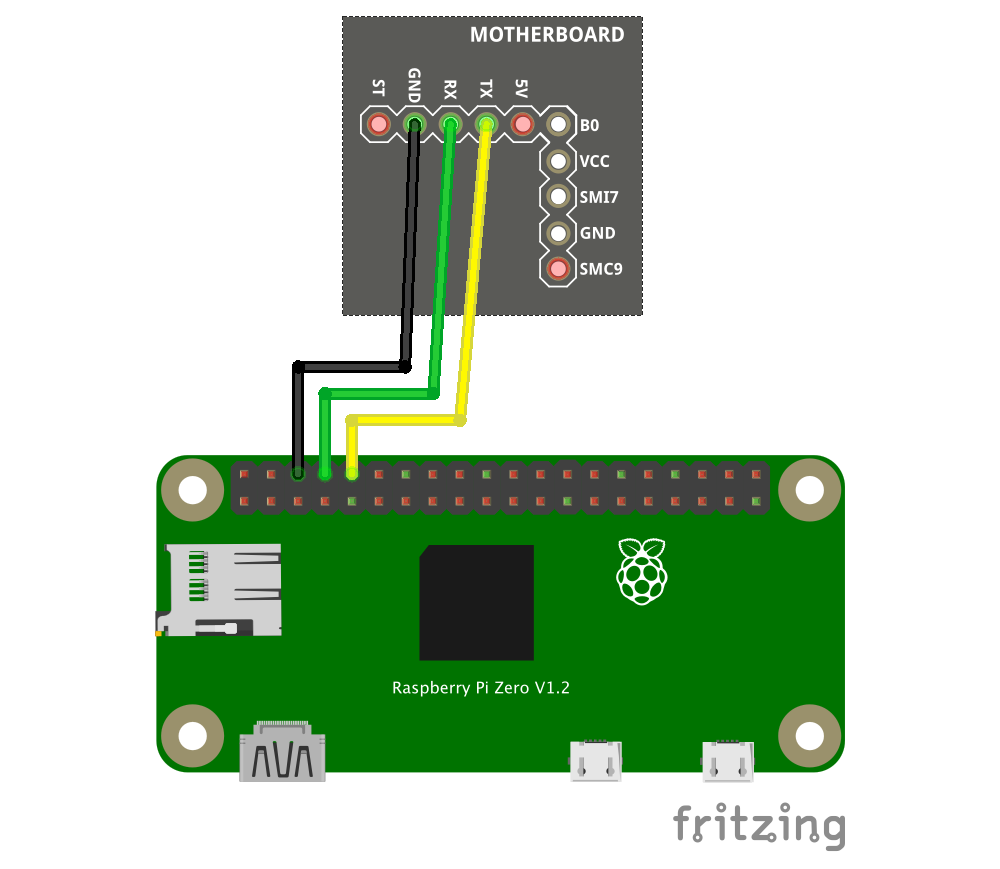 MOTHERBOARD
ST
GND
RX
TX
5V
B0
VCC
SMI7
GND
SMC9
Raspberry Pi Zero V1.2
fritzing